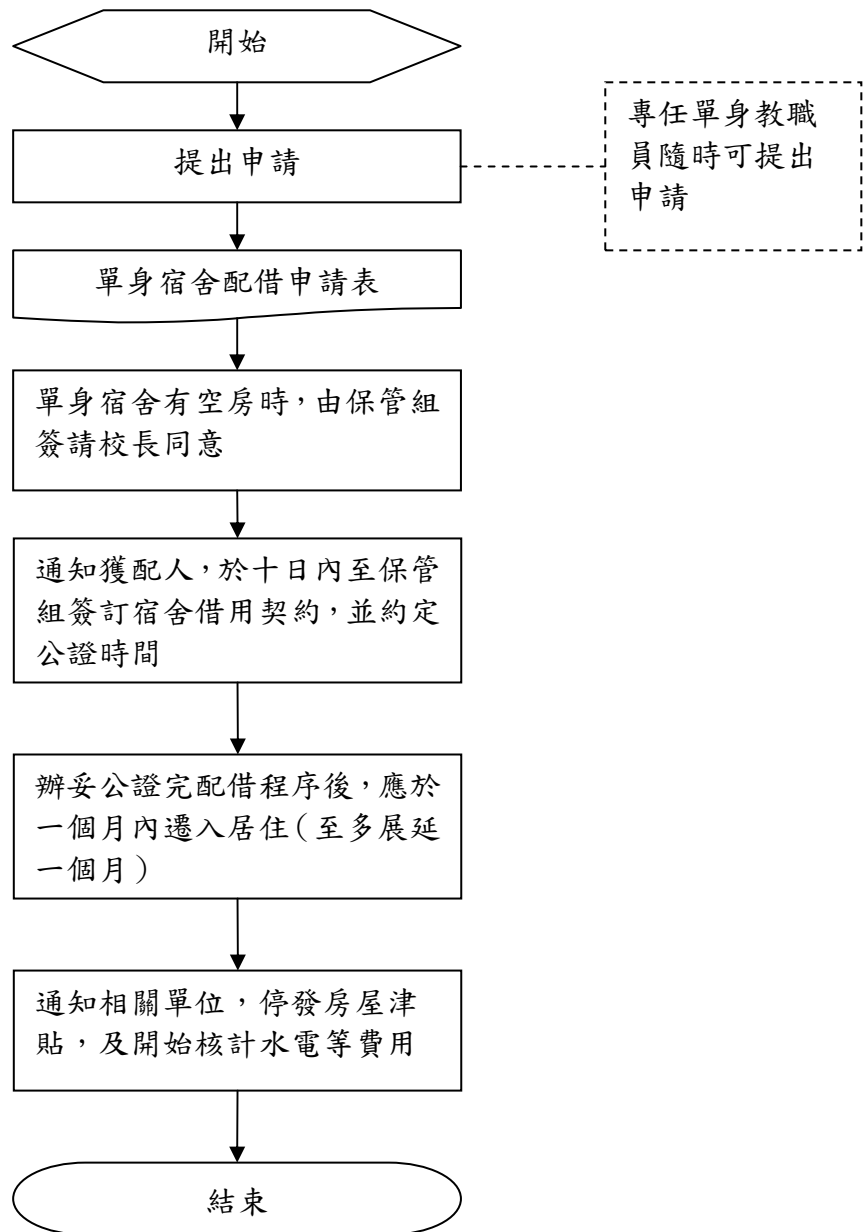 開始
提出申請
專任單身教職
員隨時可提出
申請
單身宿舍配借申請表
單身宿舍有空房時,由保管組
簽請校長同意
通知獲配人,於十日內至保管
組簽訂宿舍借用契約,並約定
公證時間
辦妥公證完配借程序後,應於
一個月內遷入居住(至多展延
一個月)
通知相關單位,停發房屋津
貼,及開始核計水電等費用
結束